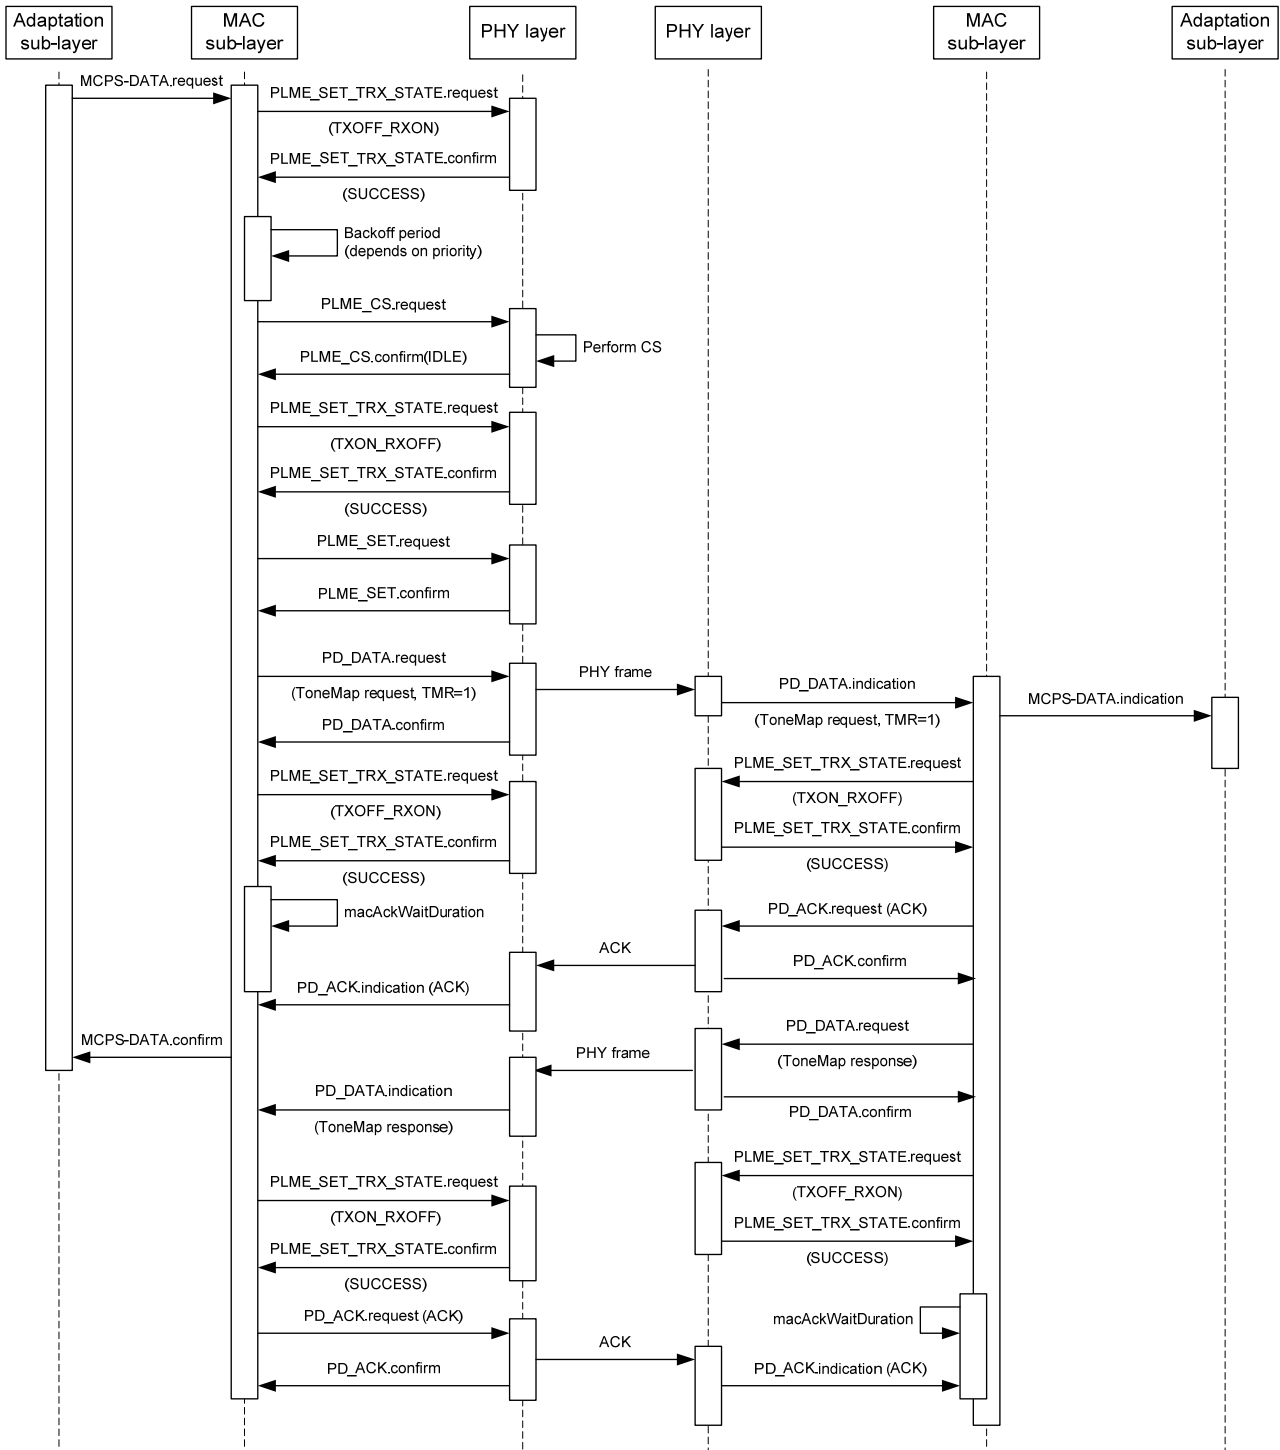 Adaptation
sub-layer
MAC
sub-layer
PHY layer
PHY layer
MAC
sub-layer
Adaptation
sub-layer
MCPS-DATA.request
PLME_SET_TRX_STATE.request
(TXOFF_RXON)
PLME_SET_TRX_STATE.confirm
(SUCCESS)
Backoff period
(depends on priority)
PLME_CS.request
Perform CS
PLME_CS.confirm(IDLE)
PLME_SET_TRX_STATE.request
(TXON_RXOFF)
PLME_SET_TRX_STATE.confirm
(SUCCESS)
PLME_SET.request
PLME_SET.confirm
PD_DATA.request
(ToneMap request, TMR=1)
PHY frame
PD_DATA.indication
(ToneMap request, TMR=1)
MCPS-DATA.indication
PD_DATA.confirm
PLME_SET_TRX_STATE.request
(TXON_RXOFF)
PLME_SET_TRX_STATE.request
(TXOFF_RXON)
PLME_SET_TRX_STATE.confirm
(SUCCESS)
PLME_SET_TRX_STATE.confirm
(SUCCESS)
macAckWaitDuration
PD_ACK.request (ACK)
ACK
PD_ACK.confirm
PD_ACK.indication (ACK)
MCPS-DATA.confirm
PD_DATA.request
(ToneMap response)
PHY frame
PD_DATA.indication
(ToneMap response)
PD_DATA.confirm
PLME_SET_TRX_STATE.request
(TXOFF_RXON)
PLME_SET_TRX_STATE.request
(TXON_RXOFF)
PLME_SET_TRX_STATE.confirm
(SUCCESS)
PLME_SET_TRX_STATE.confirm
(SUCCESS)
PD_ACK.request (ACK)
macAckWaitDuration
ACK
PD_ACK.confirm
PD_ACK.indication (ACK)